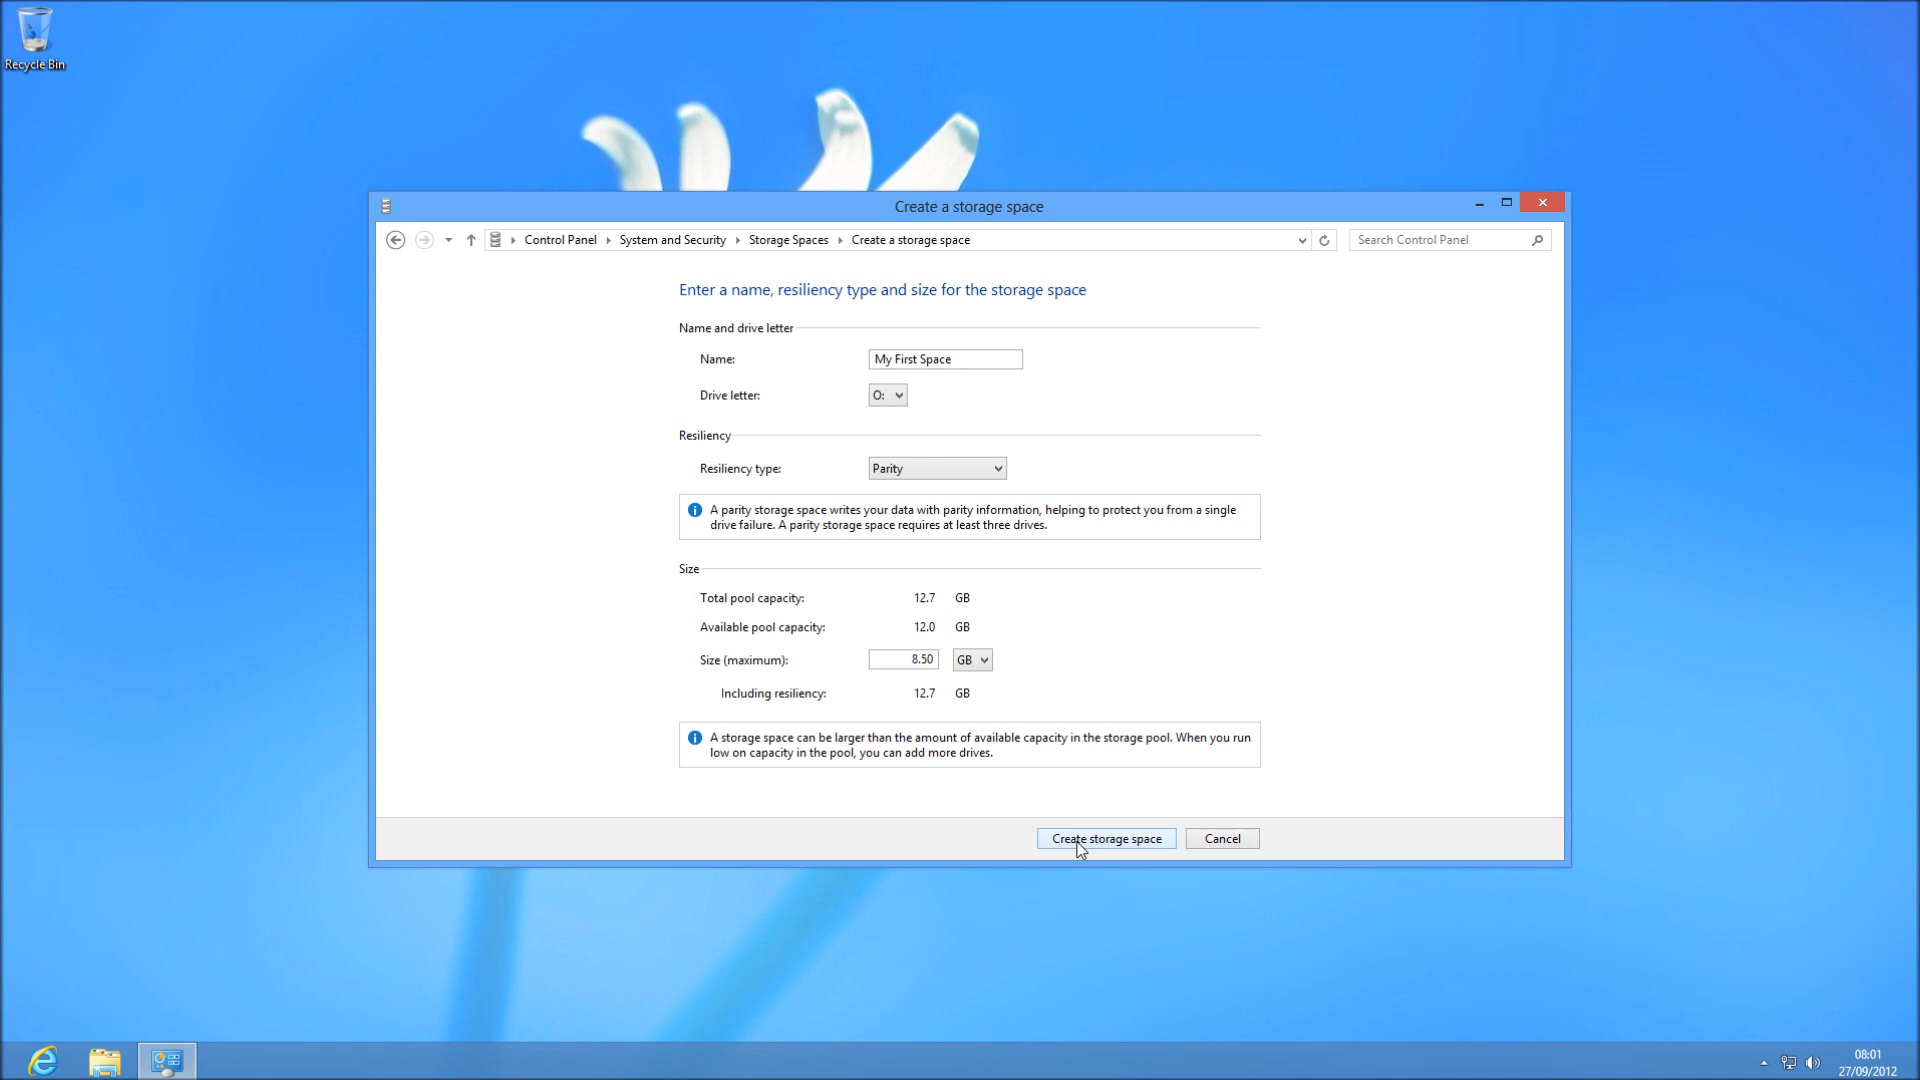 Recycle Bin
Create a storage space
Control Panel System and Security Storage Spaces Create a storage space
Search Control Panel
Enter a name, resiliency type and size for the storage space
Name and drive letter
Name: My First Space
Drive letter: O:
Resiliency
Resiliency type: Parity
A parity storage space writes your data with parity information, helping to protect you from a single
drive failure. A parity storage space requires at least three drives.
Size
Total pool capacity: 12.7 GB
Available pool capacity: 12.0 GB
Size (maximum): 8.50 GB
Including resiliency: 12.7 GB
A storage space can be larger than the amount of available capacity in the storage pool. When you run
low on capacity in the pool, you can add more drives.
Create storage space Cancel
08:01
27/09/2012